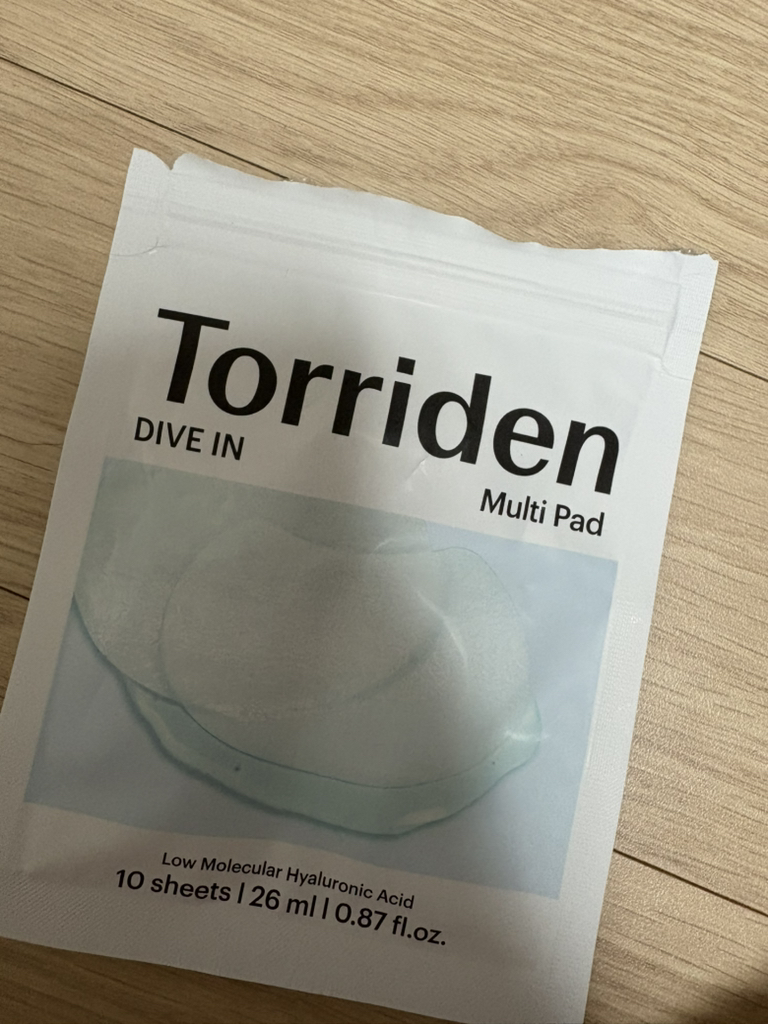 Torriden
DIVE IN
Multi Pad
Low Molecular Hyaluronic Acid
10 sheets | 26 ml | 0.87 fl.oz.